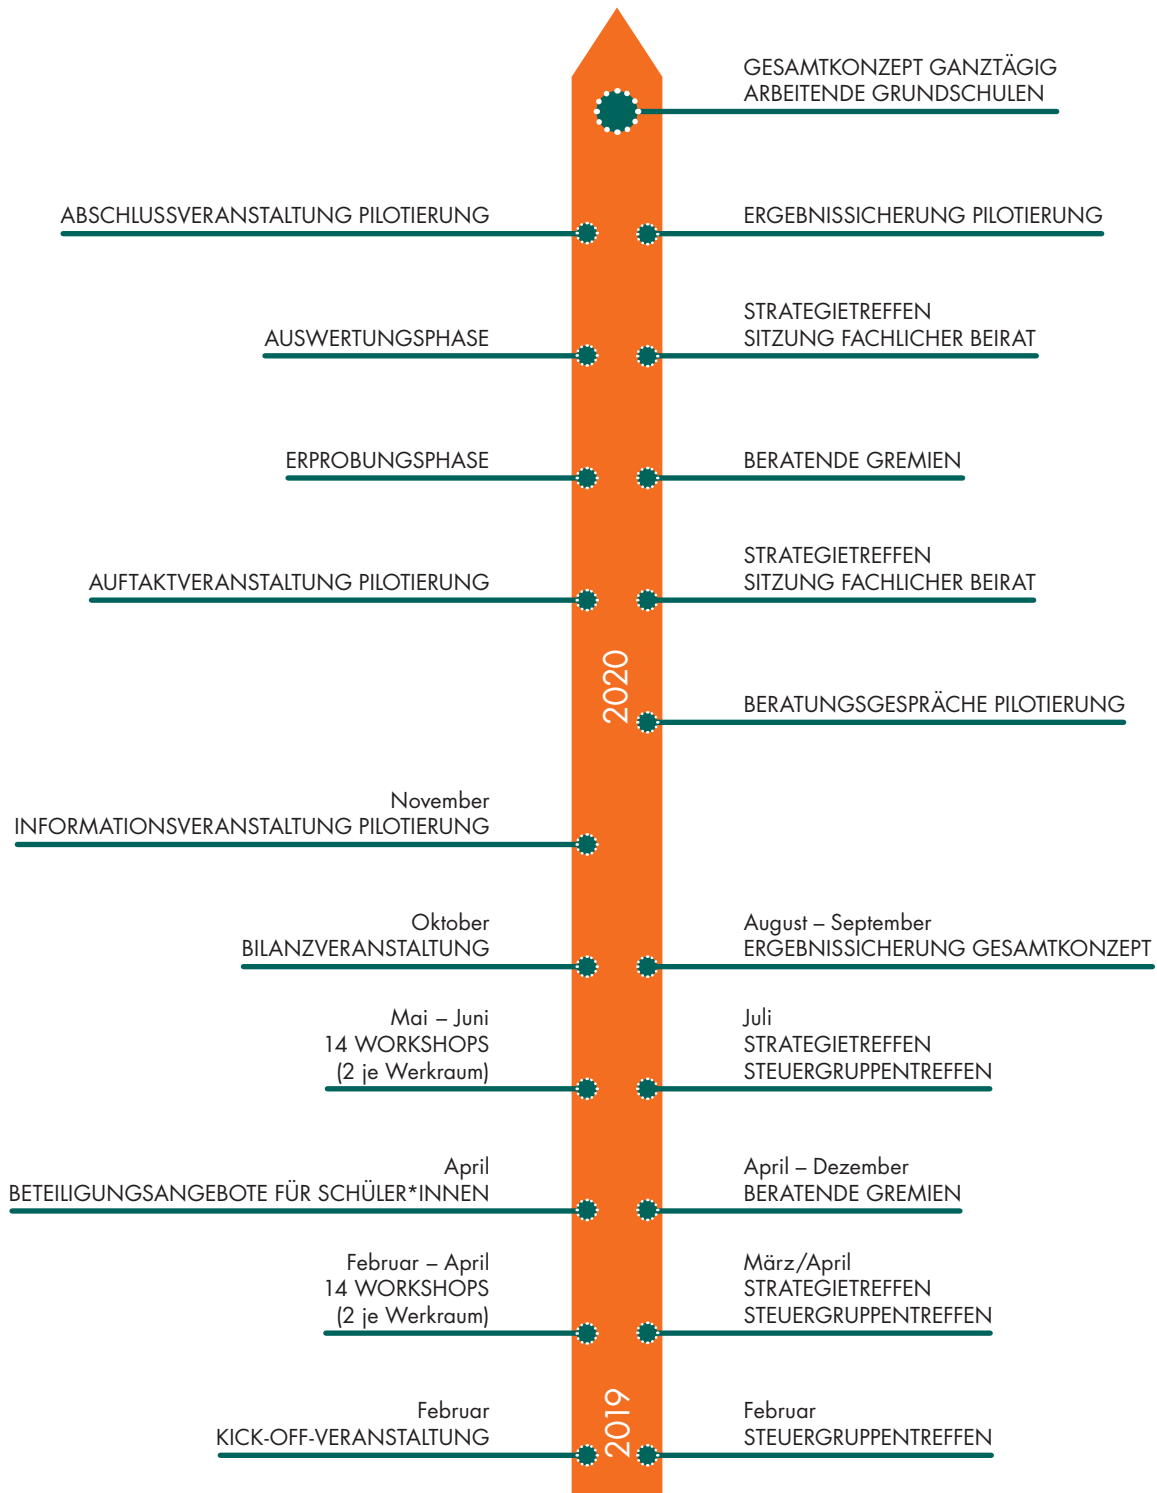 GESAMTKONZEPT GANZTÄGIG
ARBEITENDE GRUNDSCHULEN
ABSCHLUSSVERANSTALTUNG PILOTIERUNG
ERGEBNISSICHERUNG PILOTIERUNG
AUSWERTUNGSPHASE
STRATEGIETREFFEN
SITZUNG FACHLICHER BEIRAT
ERPROBUNGSPHASE
BERATENDE GREMIEN
AUFTAKTVERANSTALTUNG PILOTIERUNG
STRATEGIETREFFEN
SITZUNG FACHLICHER BEIRAT
2020
BERATUNGSGESPRÄCHE PILOTIERUNG
November
INFORMATIONSVERANSTALTUNG PILOTIERUNG
Oktober
BILANZVERANSTALTUNG
August – September
ERGEBNISSICHERUNG GESAMTKONZEPT
Mai – Juni
14 WORKSHOPS
(2 je Werkraum)
Juli
STRATEGIETREFFEN
STEUERGRUPPENTREFFEN
April
BETEILIGUNGSANGEBOTE FÜR SCHÜLER*INNEN
April – Dezember
BERATENDE GREMIEN
Februar – April
14 WORKSHOPS
(2 je Werkraum)
März/April
STRATEGIETREFFEN
STEUERGRUPPENTREFFEN
2019
Februar
KICK-OFF-VERANSTALTUNG
Februar
STEUERGRUPPENTREFFEN